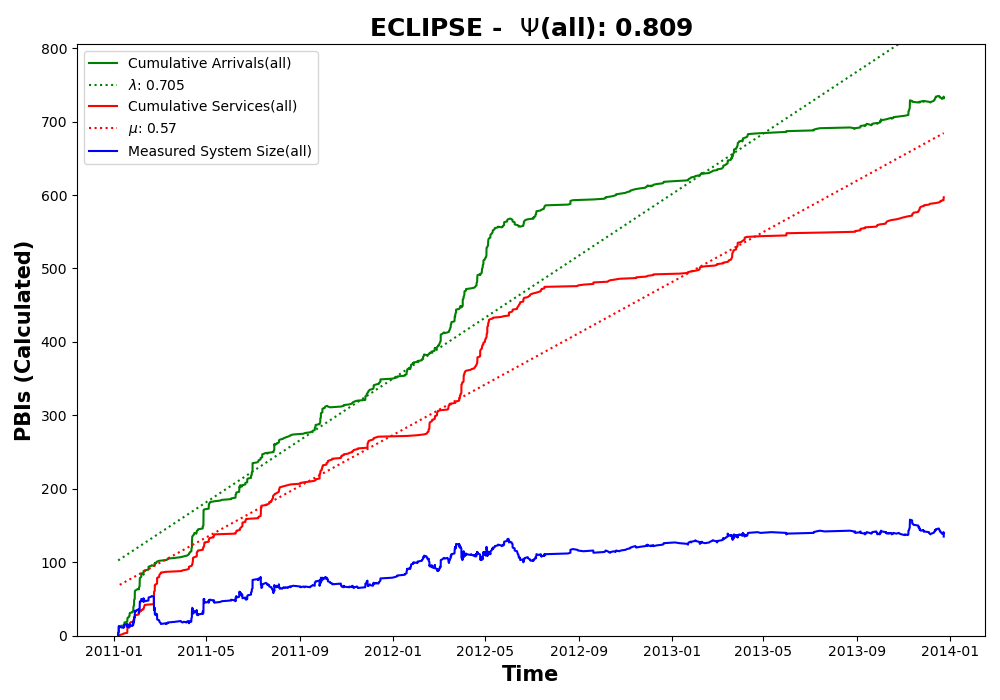 ECLIPSE - Ψ(all): 0.809
Cumulative Arrivals(all)
λ: 0.705
Cumulative Services(all)
μ: 0.57
Measured System Size(all)
PBIs (Calculated)
800
700
600
500
400
300
200
100
0
2011-01 2011-05 2011-09 2012-01 2012-05 2012-09 2013-01 2013-05 2013-09 2014-01
Time